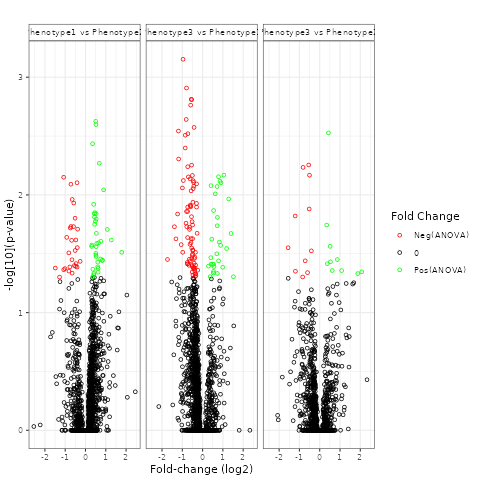 henotype1 vs Phenotype2
henotype3 vs Phenotype1
henotype3 vs Phenotype2
3
2
1
0
-2 -1 0 1 2
-2 -1 0 1 2
-2 -1 0 1 2
Fold-change (log2)
-log[10](p-value)
Fold Change
Neg(ANOVA)
0
Pos(ANOVA)